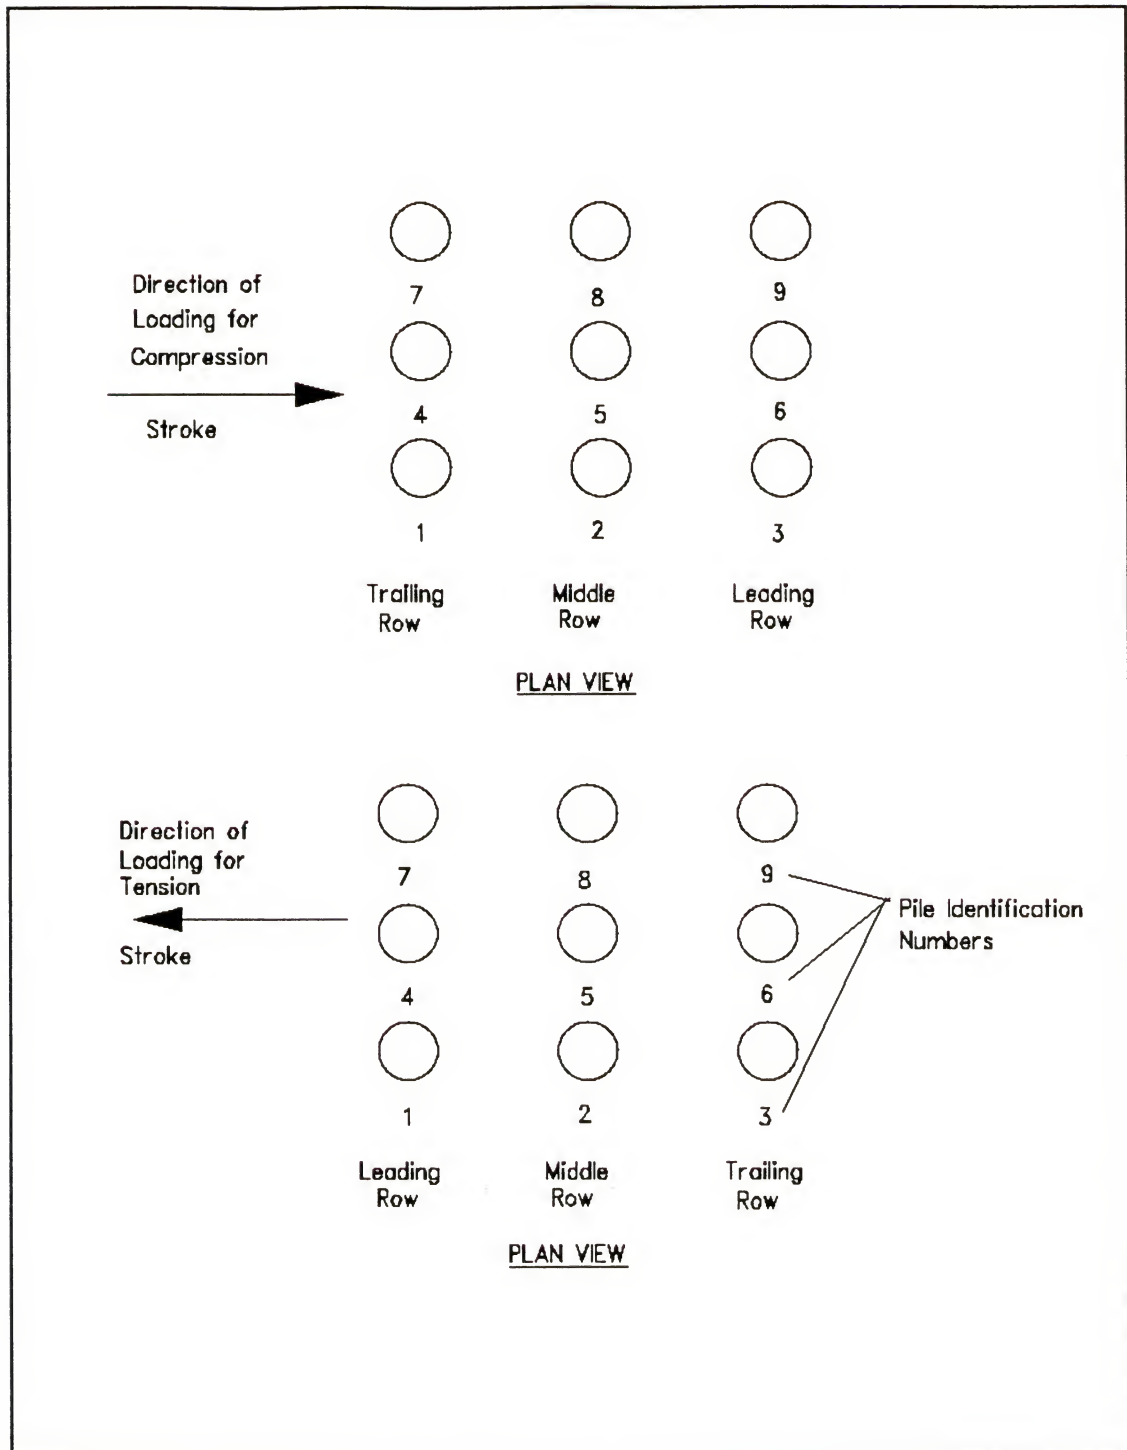 Direction of
Loading for
Compression
Stroke
7 8 9
4 5 6
1 2 3
Trailing Middle Leading
Row Row Row
PLAN VIEW
Direction of
Loading for
Tension
Stroke
7 8 9
4 5 6
1 2 3
Pile Identification
Numbers
Leading Middle Trailing
Row Row Row
PLAN VIEW